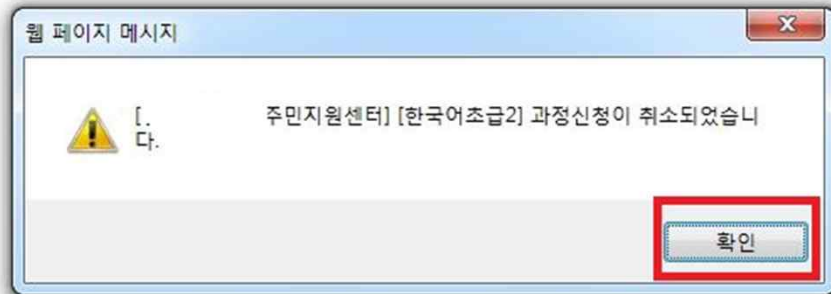 웹 페이지 메시지
[. 주민지원센터] [한국어초급2] 과정신청이 취소되었습니
다.
확인